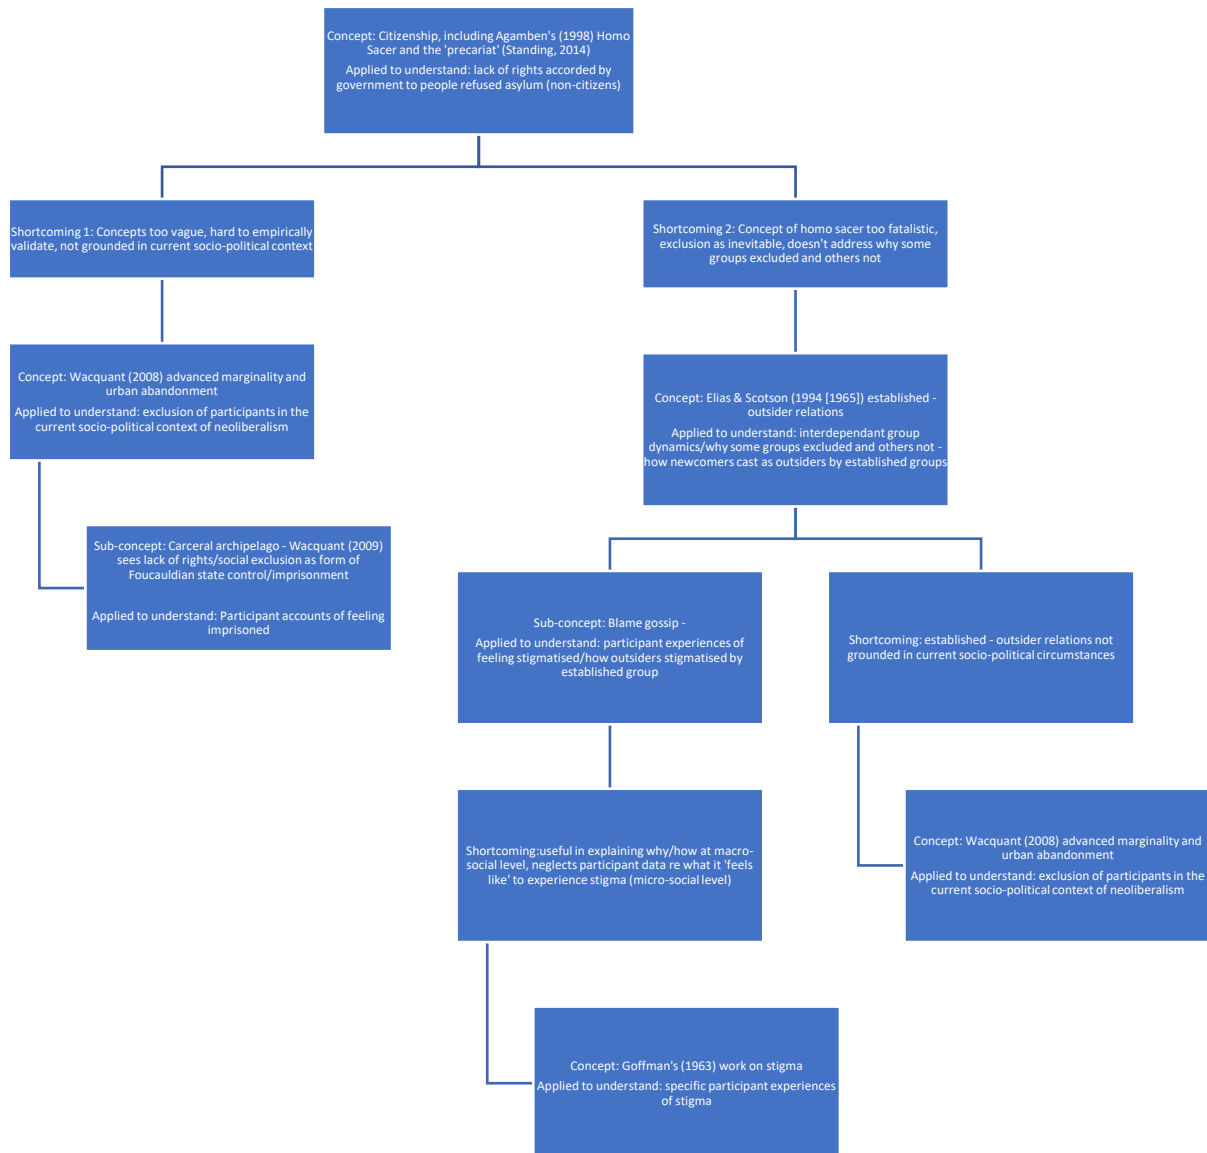 Concept: Citizenship, including Agamben's (1998) Homo
Sacer and the 'precariat' (Standing, 2014)
Applied to understand: lack of rights accorded by
government to people refused asylum (non-citizens)
Shortcoming 1: Concepts too vague, hard to empirically
validate, not grounded in current socio-political context
Shortcoming 2: Concept of homo sacer too fatalistic,
exclusion as inevitable, doesn't address why some
groups excluded and others not
Concept: Wacquant (2008) advanced marginality and
urban abandonment
Applied to understand: exclusion of participants in the
current socio-political context of neoliberalism
Concept: Elias & Scotson (1994 [1965]) established -
outsider relations
Applied to understand: interdependant group
dynamics/why some groups excluded and others not -
how newcomers cast as outsiders by established groups
Sub-concept: Carceral archipelago - Wacquant (2009)
sees lack of rights/social exclusion as form of
Foucauldian state control/imprisonment
Applied to understand: Participant accounts of feeling
imprisoned
Sub-concept: Blame gossip -
Applied to understand: participant experiences of
feeling stigmatised/how outsiders stigmatised by
established group
Shortcoming: established - outsider relations not
grounded in current socio-political circumstances
Shortcoming:useful in explaining why/how at macro-
social level, neglects participant data re what it 'feels
like' to experience stigma (micro-social level)
Concept: Wacquant (2008) advanced marginality and
urban abandonment
Applied to understand: exclusion of participants in the
current socio-political context of neoliberalism
Concept: Goffman's (1963) work on stigma
Applied to understand: specific participant experiences
of stigma